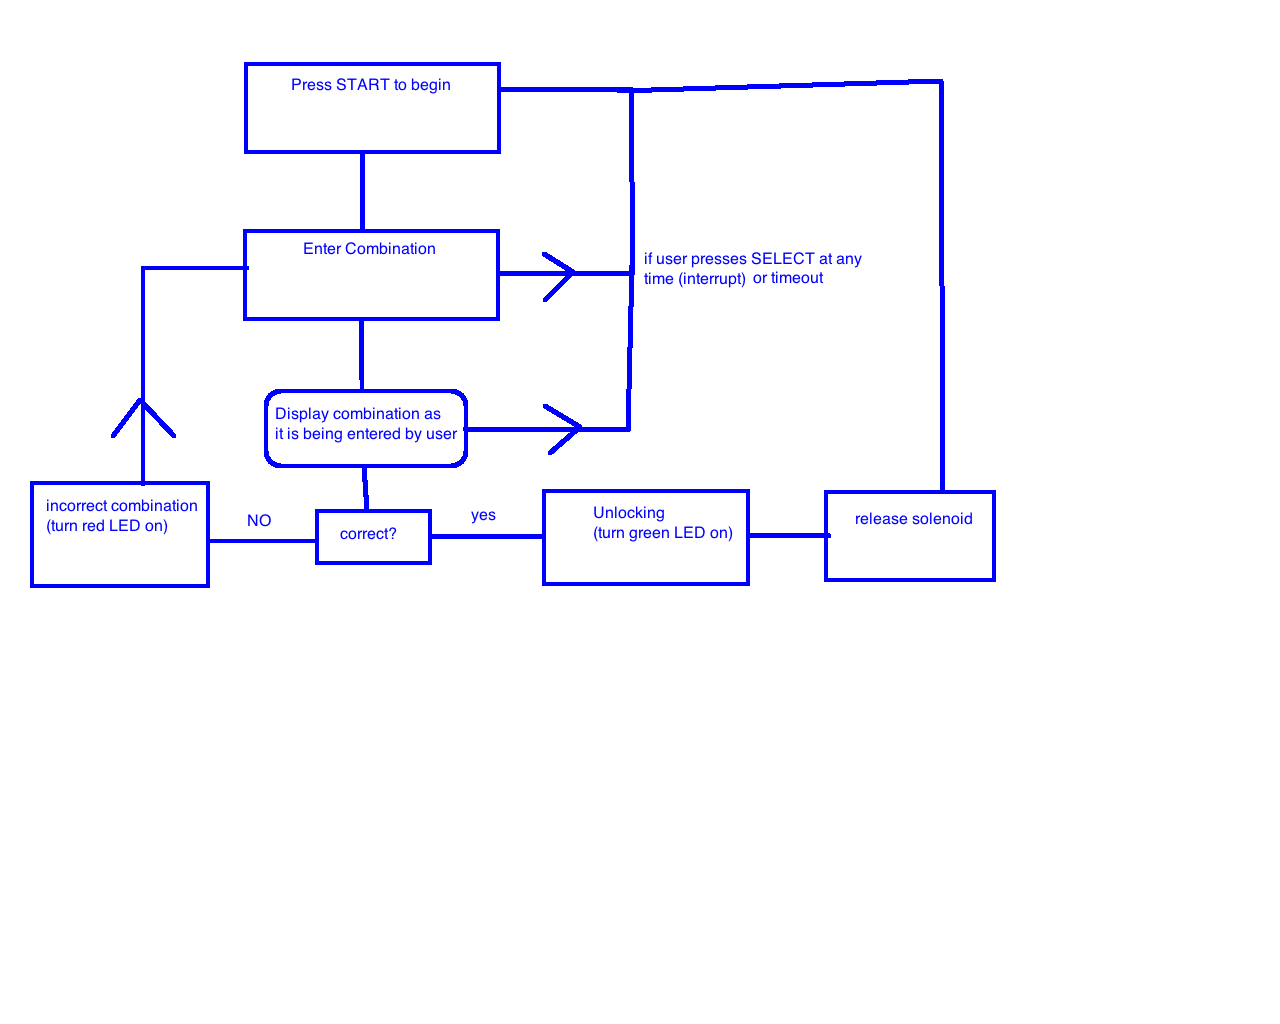 Press START to begin
Enter Combination
if user presses SELECT at any
time (interrupt) or timeout
Display combination as
it is being entered by user
incorrect combination
(turn red LED on)
NO
correct?
yes
Unlocking
(turn green LED on)
release solenoid